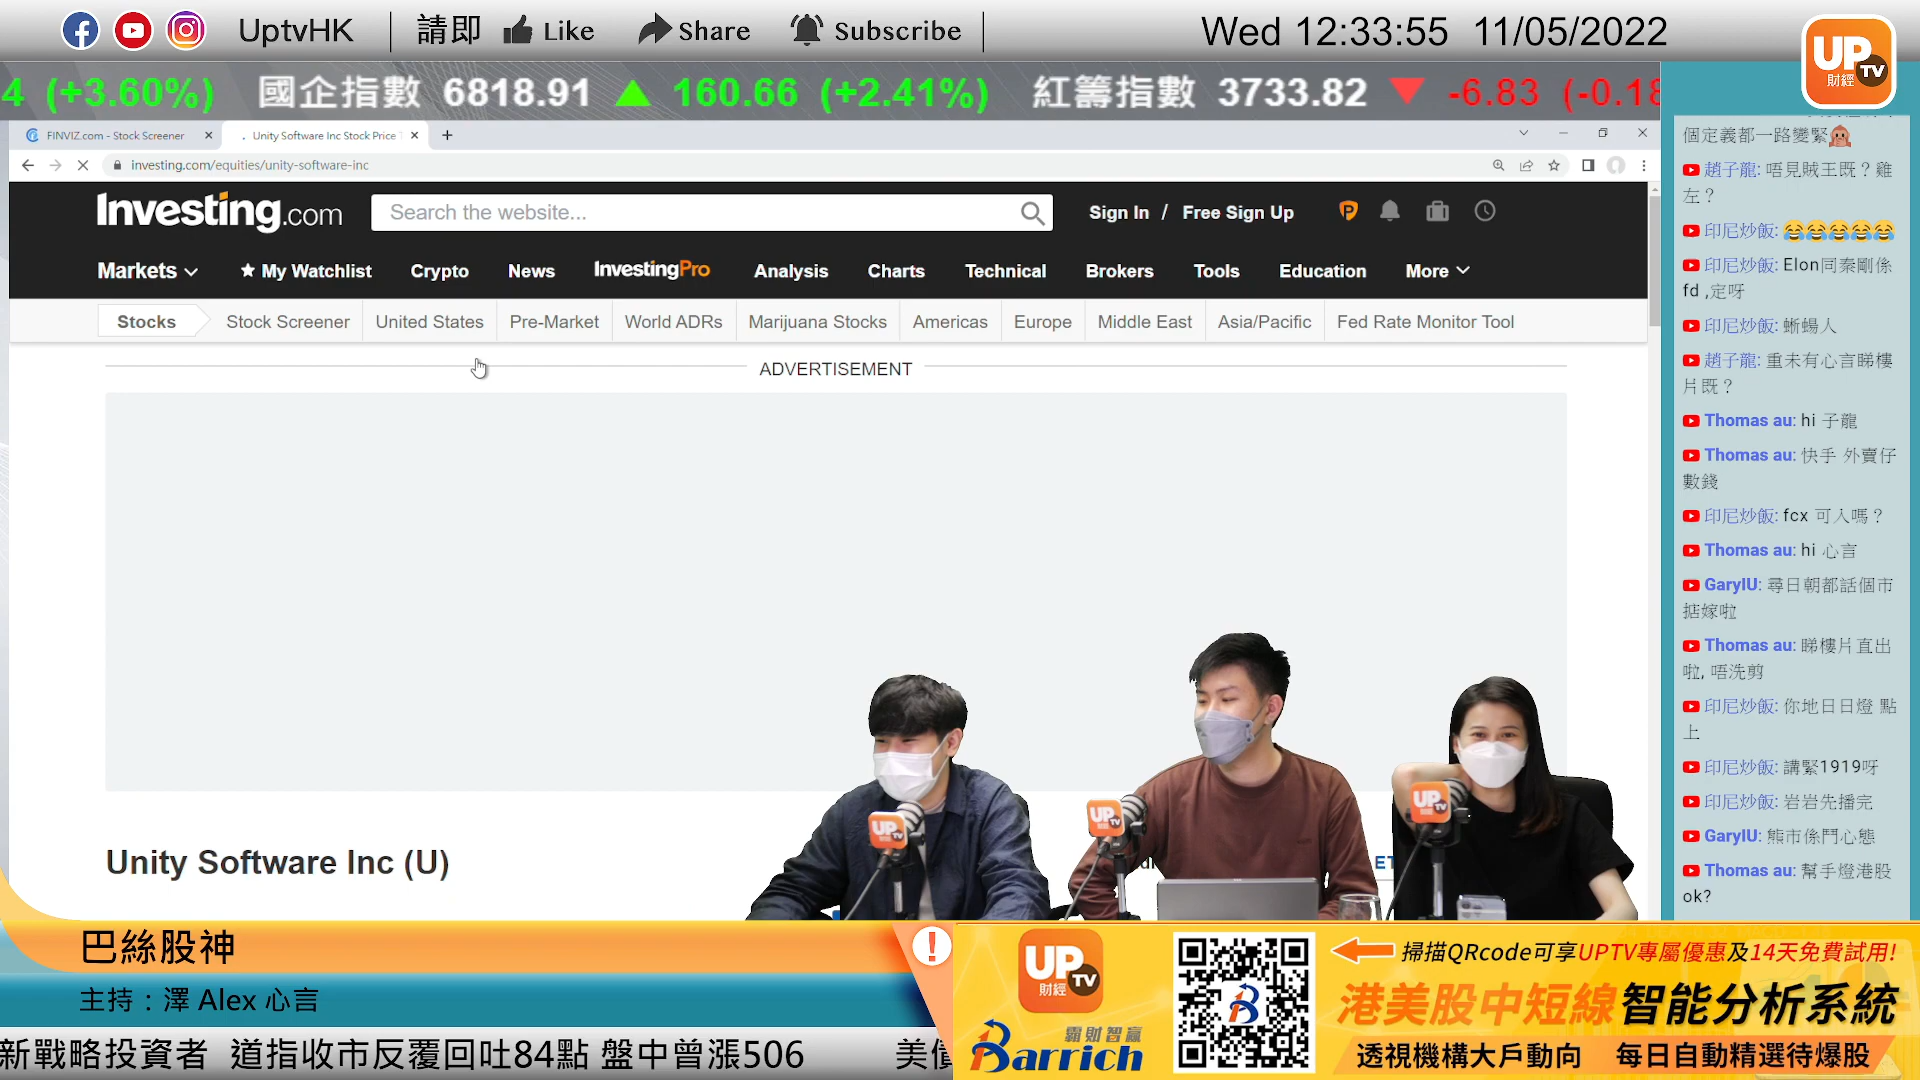 UptvHK
請即
Like
Share
Subscribe
Wed 12:33:55 11/05/2022
UP TV
財經
4 (+3.60%) 國企指數 6818.91 ▲ 160.66 (+2.41%) 紅籌指數 3733.82 ▼ -6.83 (-0.18
FINVIZ.com - Stock Screener
Unity Software Inc Stock Price
investing.com/equities/unity-software-inc
Investing.com
Search the website...
Sign In / Free Sign Up
Markets
My Watchlist
Crypto
News
InvestingPro
Analysis
Charts
Technical
Brokers
Tools
Education
More
Stocks
Stock Screener
United States
Pre-Market
World ADRs
Marijuana Stocks
Americas
Europe
Middle East
Asia/Pacific
Fed Rate Monitor Tool
ADVERTISEMENT
Unity Software Inc (U)
ET
UP TV
UP TV
UP TV
個定義都一路變緊🙊
趙子龍: 唔見賊王既？雞
左？
印尼炒飯: 😂😂😂😂😂
印尼炒飯: Elon同泰剛係
fd ,定呀
印尼炒飯: 蜥蜴人
趙子龍: 重未有心言睇樓
片既？
Thomas au: hi 子龍
Thomas au: 快手 外賣仔
數錢
印尼炒飯: fcx 可入嗎？
Thomas au: hi 心言
GaryIU: 尋日朝都話個市
掂嫁啦
Thomas au: 睇樓片直出
啦, 唔洗剪
印尼炒飯: 你地日日燈 點
上
印尼炒飯: 講緊1919呀
印尼炒飯: 岩岩先播完
GaryIU: 熊市係鬥心態
Thomas au: 幫手燈港股
ok?
巴絲股神
主持：澤 Alex 心言
新戰略投資者 道指收市反覆回吐84點 盤中曾漲506 美債
UP TV
財經
霸財智贏
Barrich
掃描QRcode可享UPTV專屬優惠及14天免費試用!
港美股中短線智能分析系統
透視機構大戶動向 每日自動精選待爆股